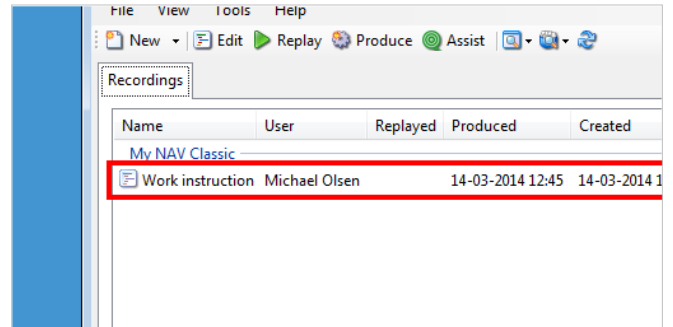 File View Tools Help
New Edit Replay Produce Assist
Recordings
Name User Replayed Produced Created
My NAV Classic
Work instruction Michael Olsen 14-03-2014 12:45 14-03-2014 1